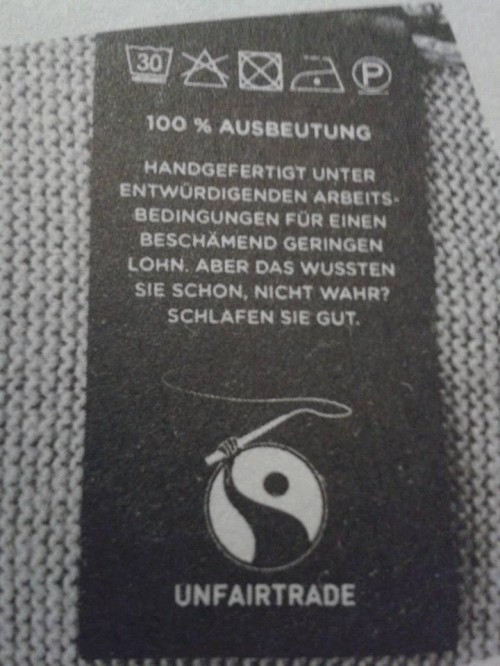 30
P
100 % AUSBEUTUNG
HANDGEFERTIGT UNTER
ENTWÜRDIGENDEN ARBEITS-
BEDINGUNGEN FÜR EINEN
BESCHÄMEND GERINGEN
LOHN. ABER DAS WUSSTEN
SIE SCHON, NICHT WAHR?
SCHLAFEN SIE GUT.
UNFAIRTRADE